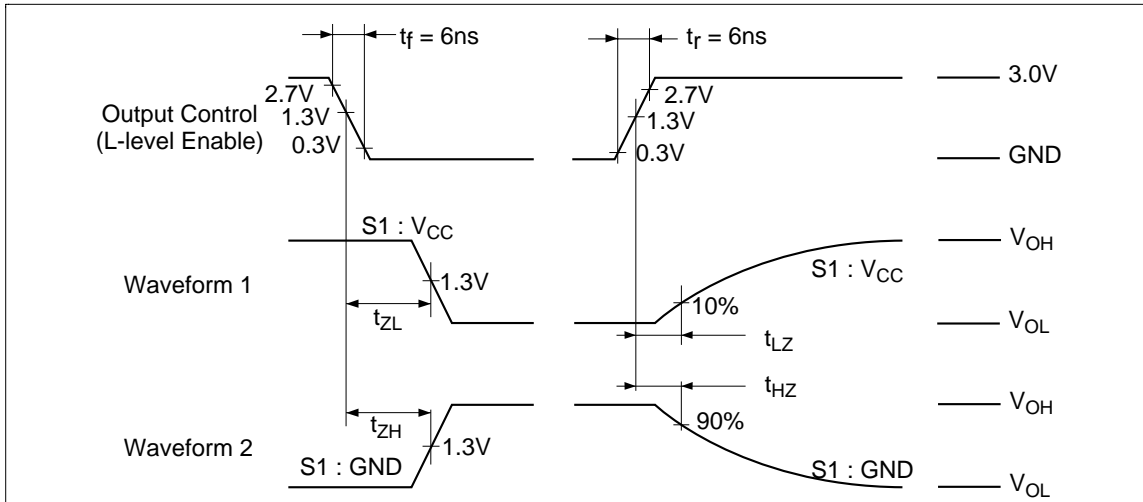 tf = 6ns
tr = 6ns
Output Control
(L-level Enable)
2.7V
1.3V
0.3V
2.7V
1.3V
0.3V
3.0V
GND
Waveform 1
S1 : VCC
1.3V
tZL
S1 : VCC
10%
tLZ
VOH
VOL
Waveform 2
S1 : GND
tZH
1.3V
tHZ
90%
S1 : GND
VOH
VOL